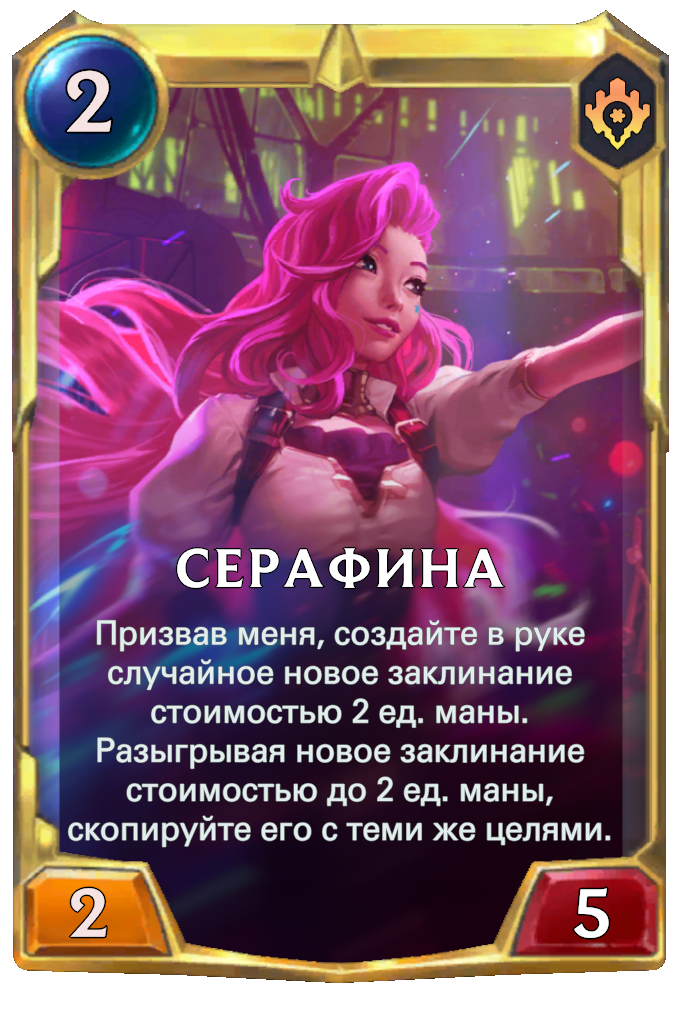 2
СЕРАФИНА
Призвав меня, создайте в руке
случайное новое заклинание
стоимостью 2 ед. маны.
Разыгрывая новое заклинание
стоимостью до 2 ед. маны,
скопируйте его с теми же целями.
2
5